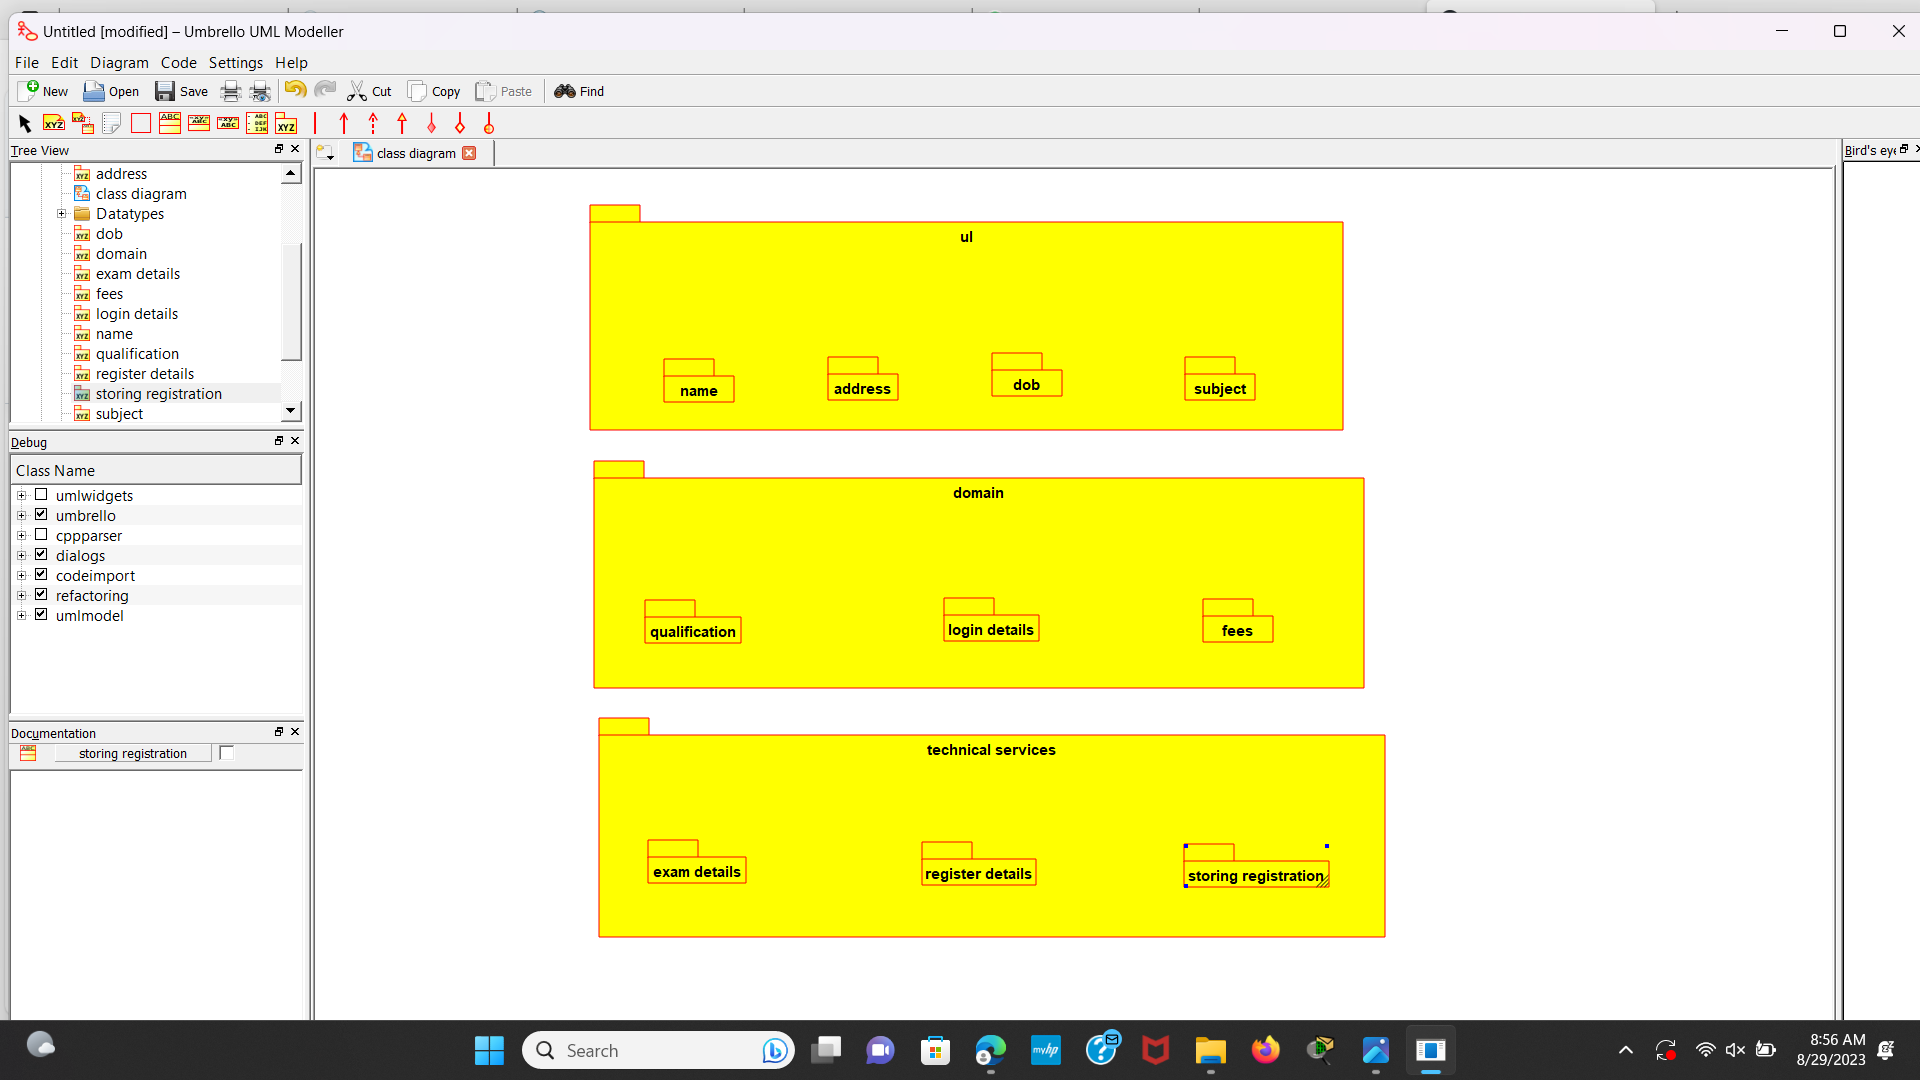 Untitled [modified] – Umbrello UML Modeller
File Edit Diagram Code Settings Help
New Open Save Cut Copy Paste Find
Tree View
class diagram
Bird's eye
address
class diagram
Datatypes
dob
domain
exam details
fees
login details
name
qualification
register details
storing registration
subject
Debug
Class Name
umlwidgets
umbrello
cppparser
dialogs
codeimport
refactoring
umlmodel
Documentation
storing registration
ul
name address dob subject
domain
qualification login details fees
technical services
exam details register details storing registration
Search
8:56 AM
8/29/2023